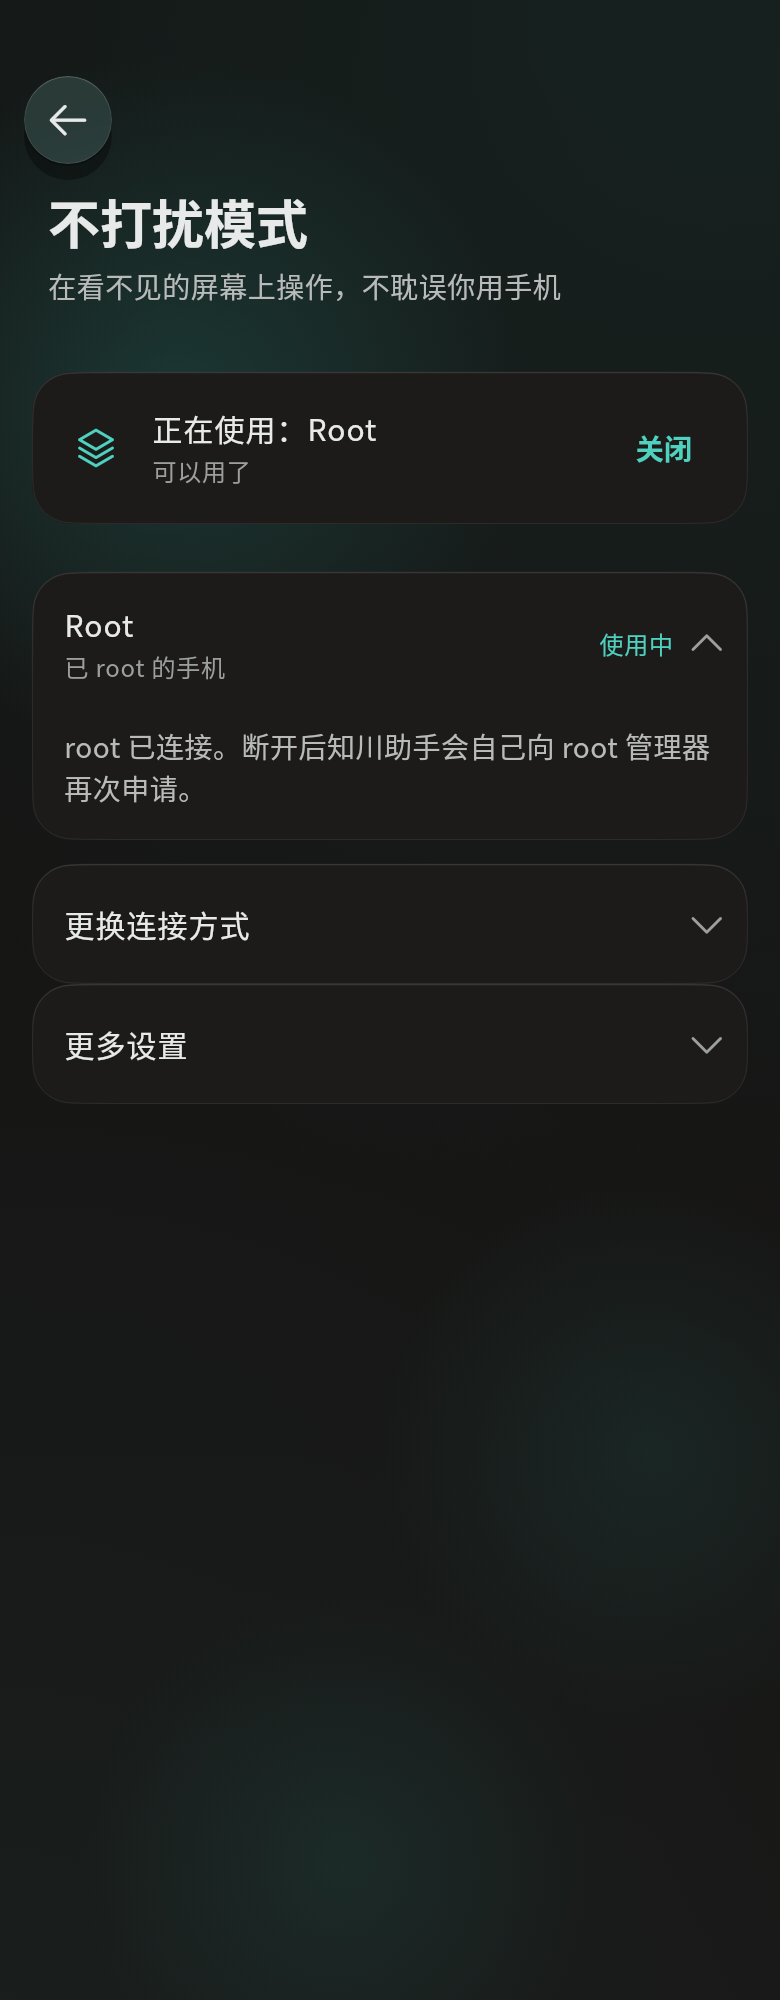 不打扰模式
在看不见的屏幕上操作，不耽误你用手机
正在使用：Root
可以用了
关闭
Root
已 root 的手机
使用中
root 已连接。断开后知川助手会自己向 root 管理器
再次申请。
更换连接方式
更多设置